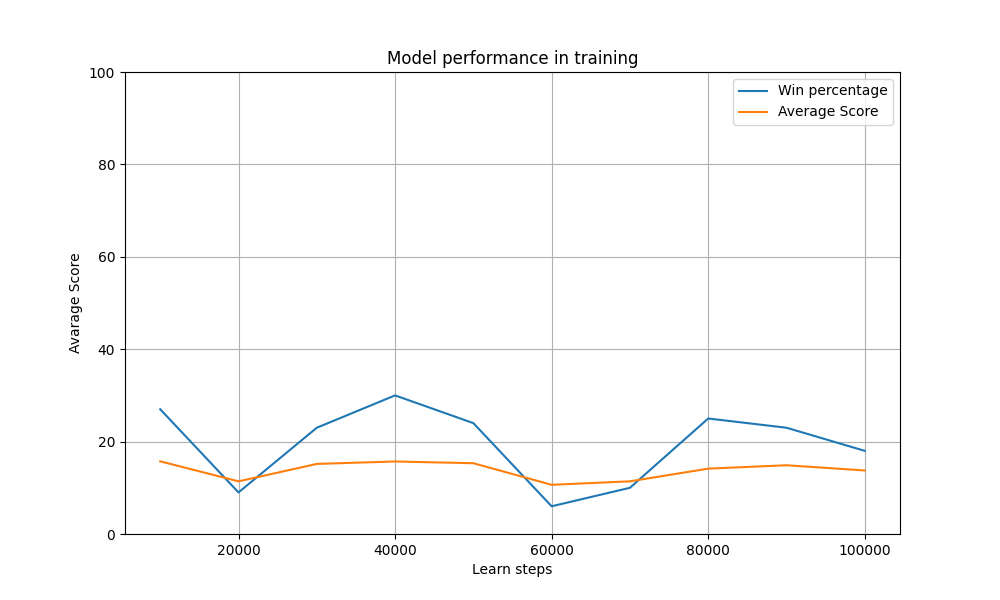 Model performance in training
Win percentage
Average Score
100
80
60
40
20
0
Avarage Score
20000
40000
60000
80000
100000
Learn steps